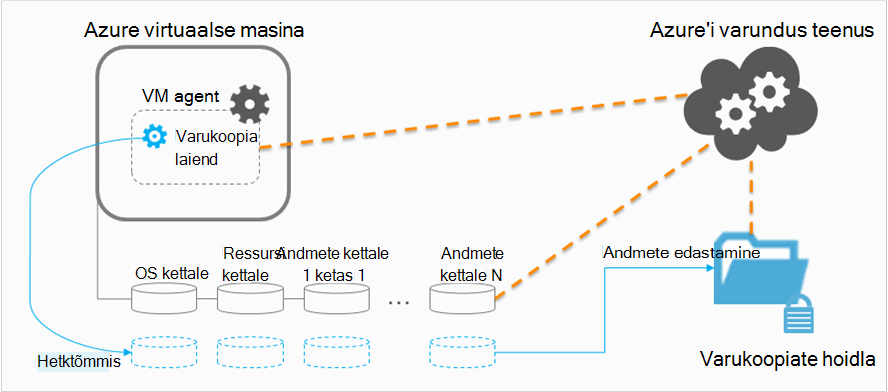 Azure virtuaalse masina
Azure'i varundus teenus
VM agent
Varukoopia
laiend
OS kettale
Ressursi
kettale
Andmete kettale
1 ketas 1
...
Andmete
kettale N
Andmete edastamine
Hetktõmmis
Varukoopiate hoidla